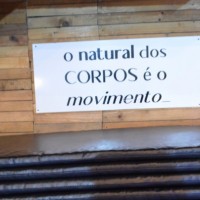 o natural dos
CORPOS é o
movimento...